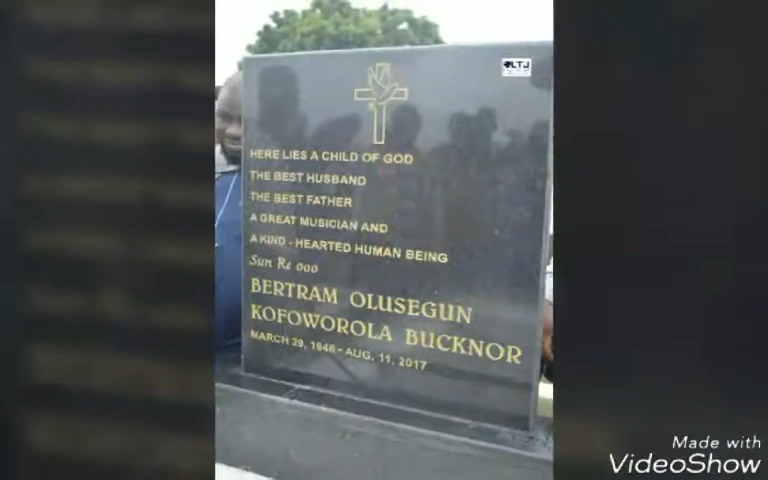 LTJ
HERE LIES A CHILD OF GOD
THE BEST HUSBAND
THE BEST FATHER
A GREAT MUSICIAN AND
A KIND - HEARTED HUMAN BEING
Sun Re ooo
BERTRAM OLUSEGUN
KOFOWOROLA BUCKNOR
MARCH 29, 1946 - AUG. 11, 2017
Made with
VideoShow